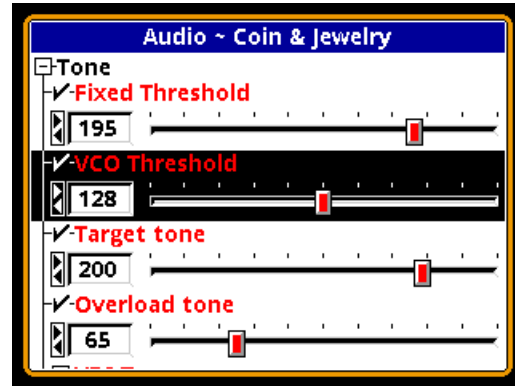 Audio ~ Coin & Jewelry
Tone
Fixed Threshold
195
VCO Threshold
128
Target tone
200
Overload tone
65